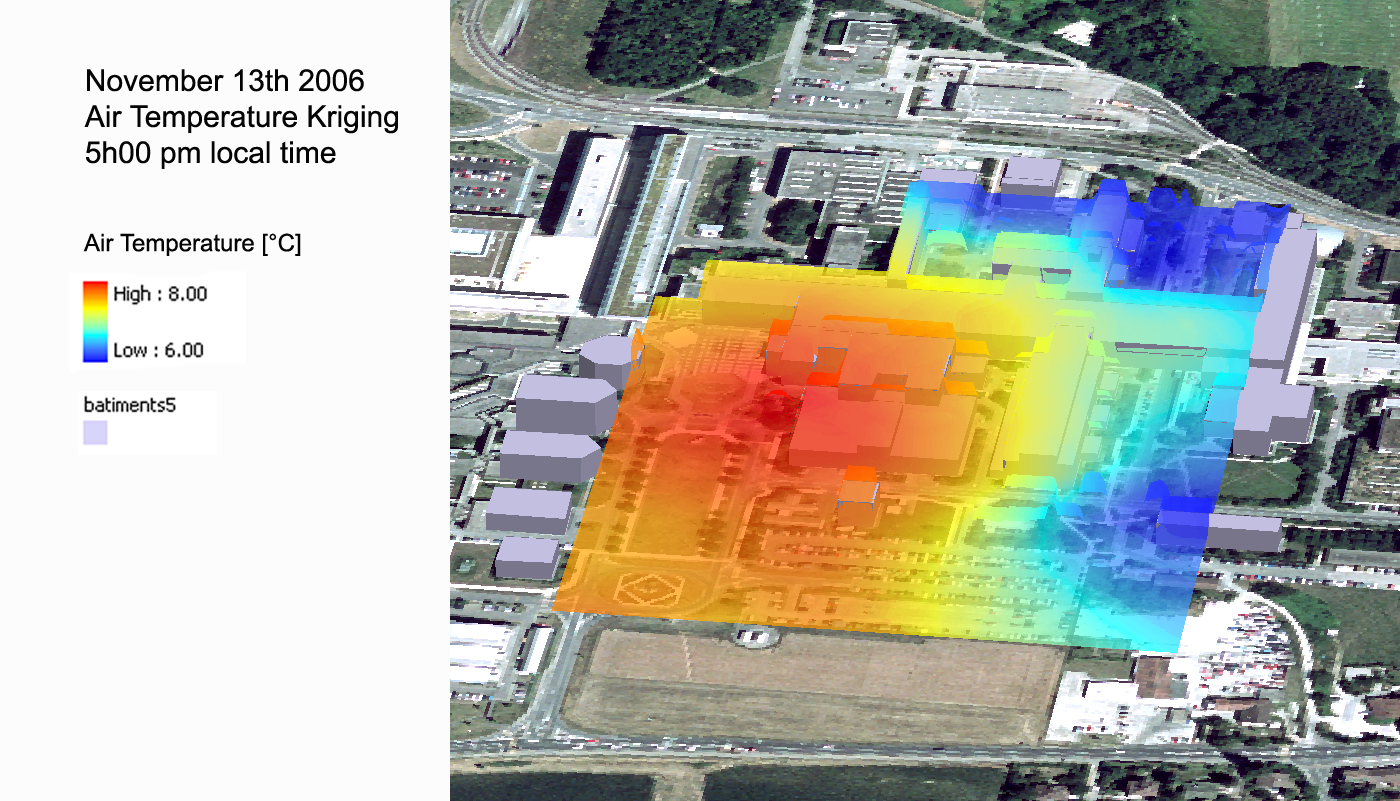 November 13th 2006
Air Temperature Kriging
5h00 pm local time
Air Temperature [°C]
High : 8.00
Low : 6.00
batiments5